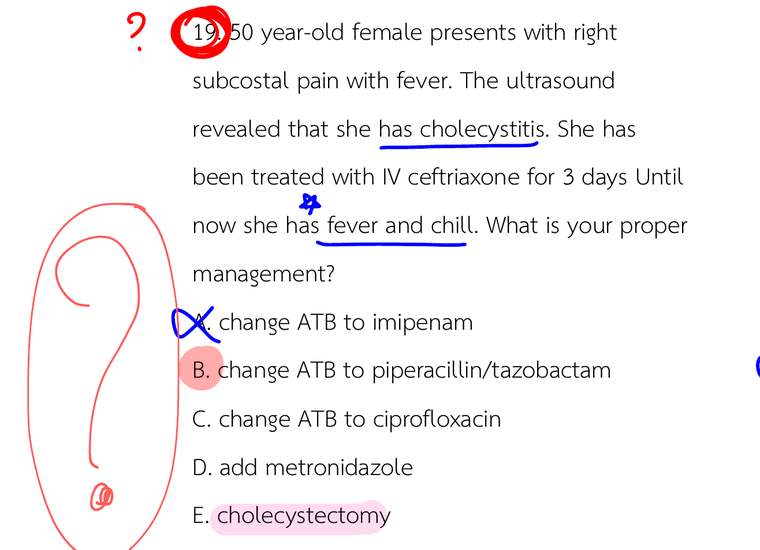 ? 19. 50 year-old female presents with right
subcostal pain with fever. The ultrasound
revealed that she has cholecystitis. She has
been treated with IV ceftriaxone for 3 days Until
now she has fever and chill. What is your proper
management?
A. change ATB to imipenam
B. change ATB to piperacillin/tazobactam
C. change ATB to ciprofloxacin
D. add metronidazole
E. cholecystectomy
?